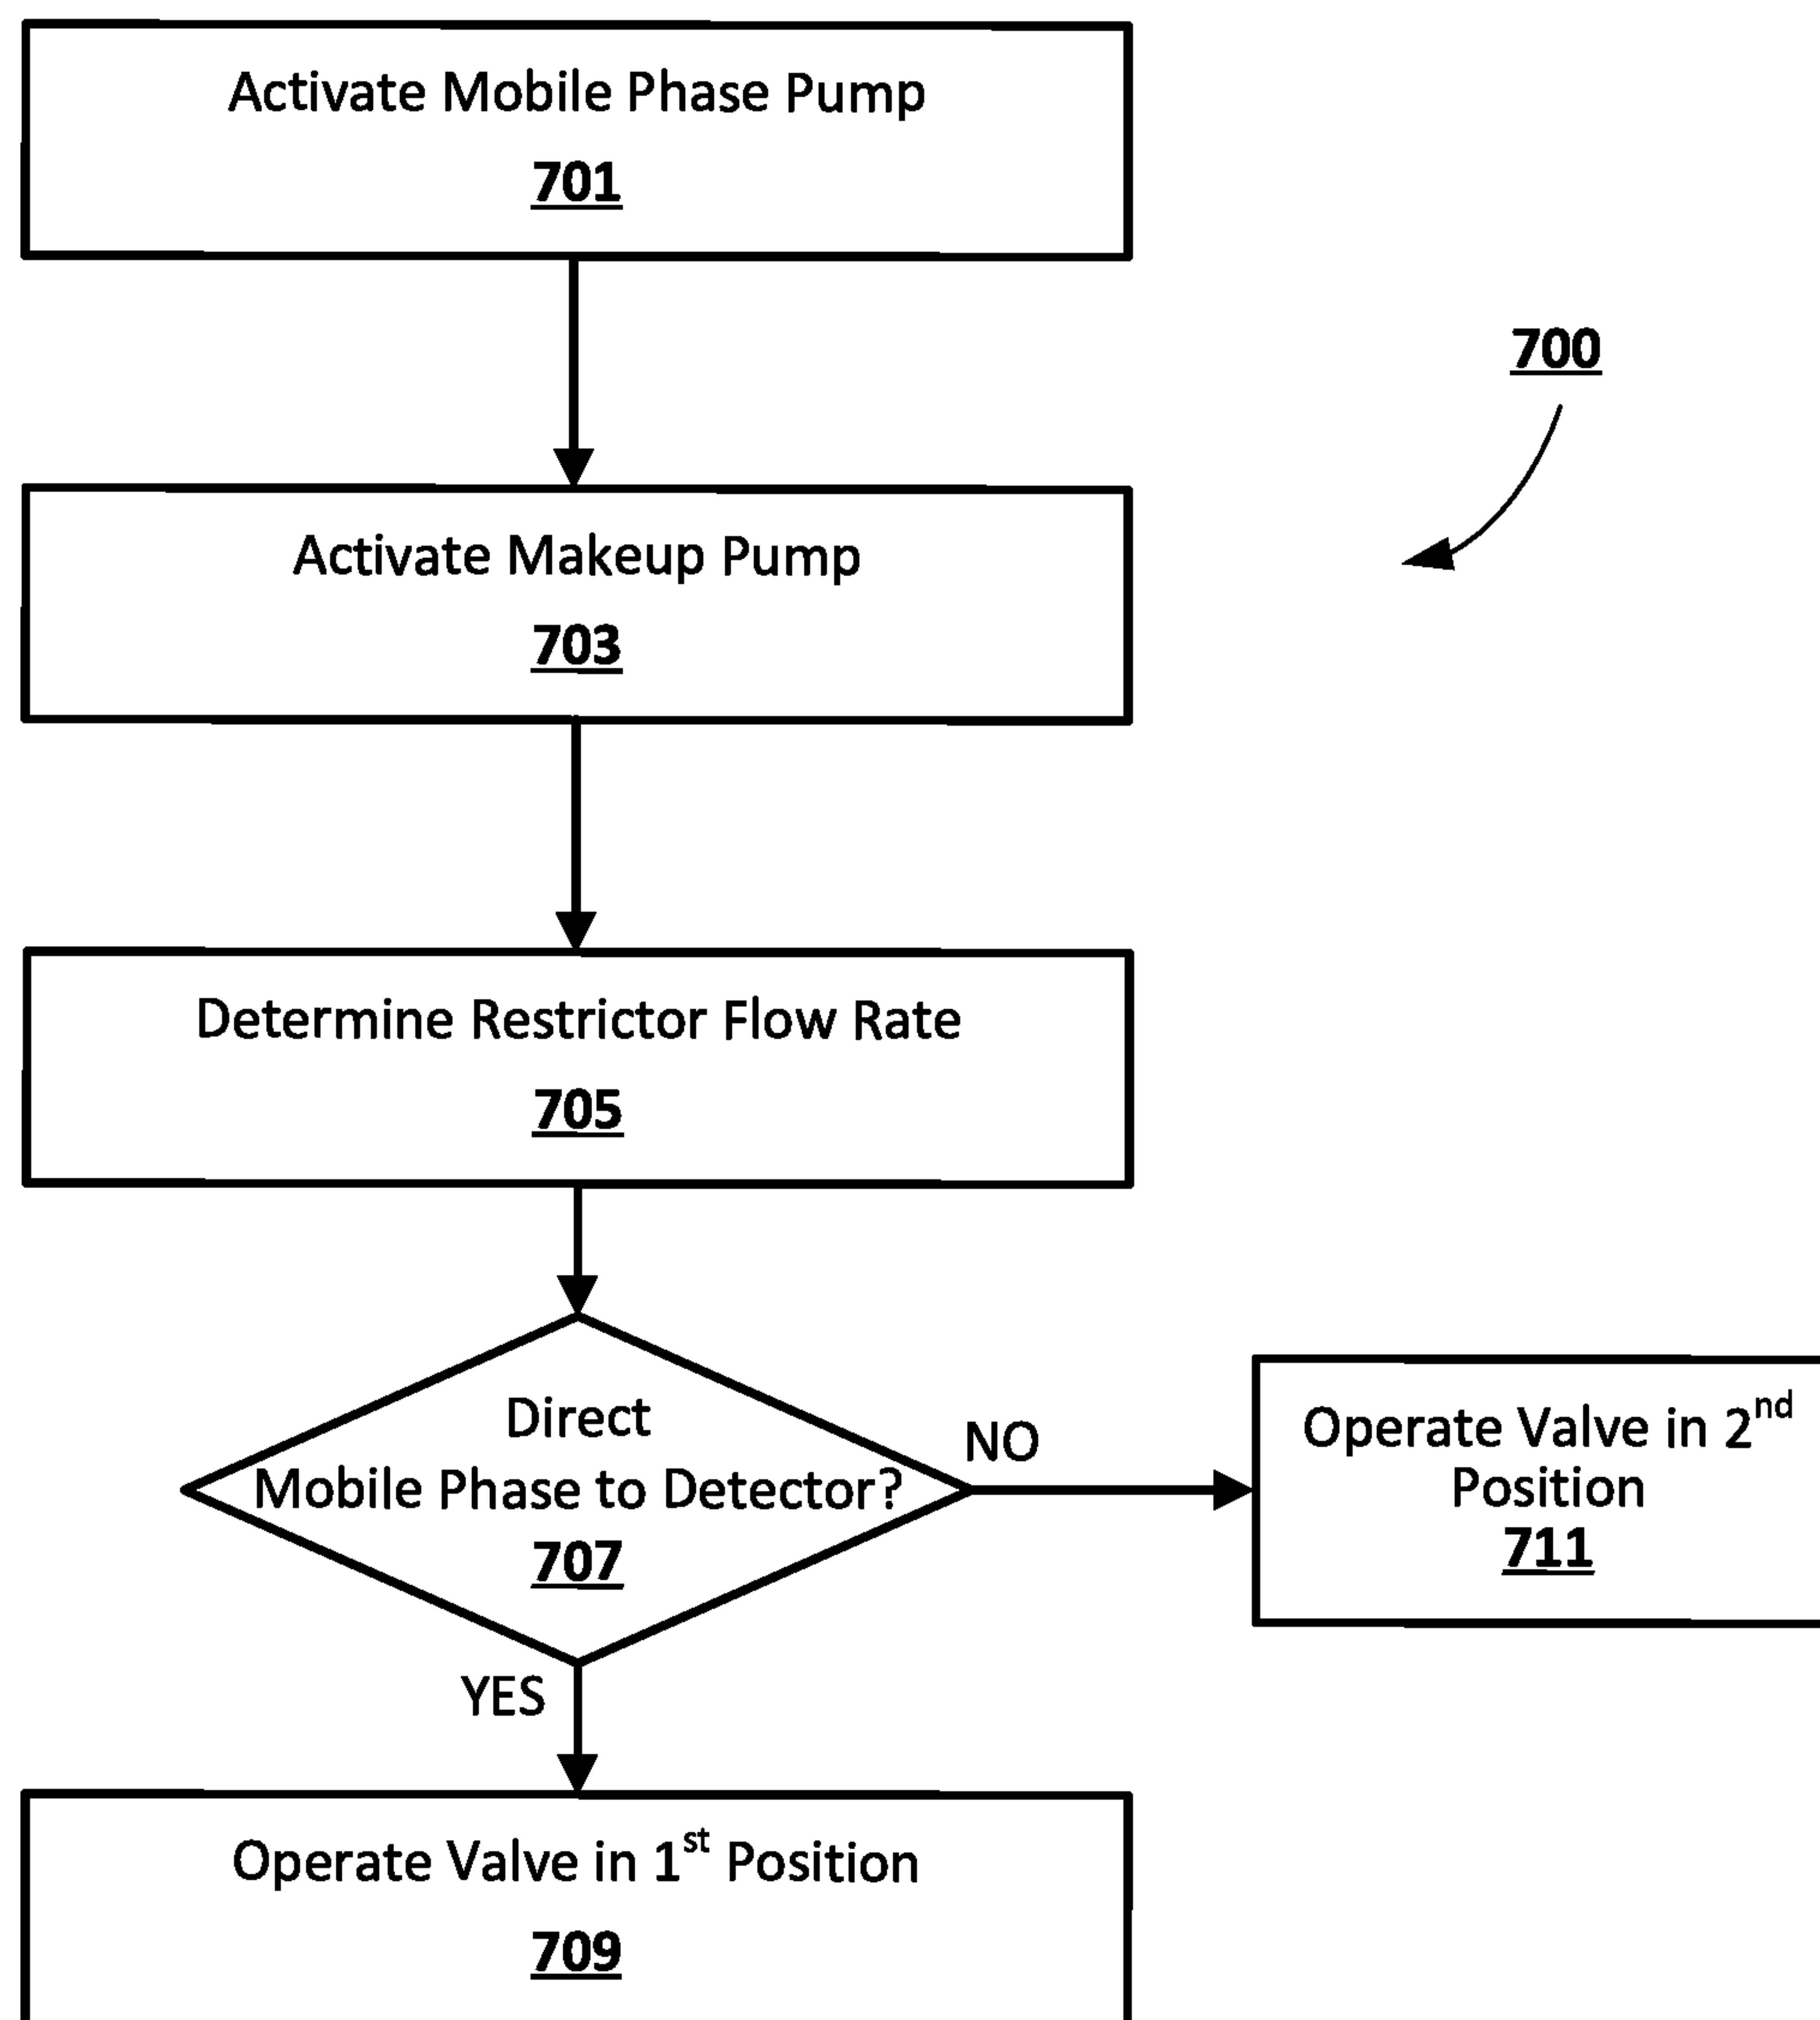 Activate Mobile Phase Pump
701
700
Activate Makeup Pump
703
Determine Restrictor Flow Rate
705
Direct
Mobile Phase to Detector?
707
NO
Operate Valve in 2nd
Position
711
YES
Operate Valve in 1st Position
709